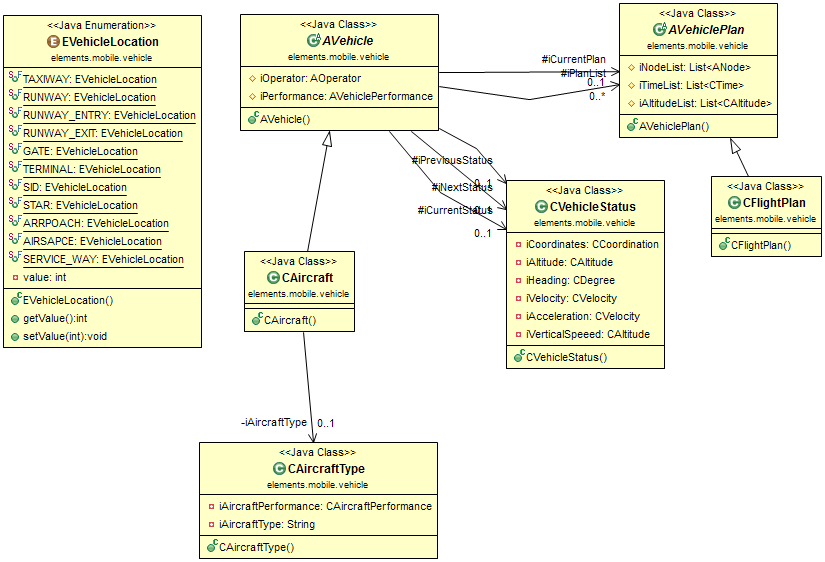 <<Java Enumeration>>
EVehicleLocation
elements.mobile.vehicle
TAXIWAY: EVehicleLocation
RUNWAY: EVehicleLocation
RUNWAY_ENTRY: EVehicleLocation
RUNWAY_EXIT: EVehicleLocation
GATE: EVehicleLocation
TERMINAL: EVehicleLocation
SID: EVehicleLocation
STAR: EVehicleLocation
ARRPOACH: EVehicleLocation
AIRSAPCE: EVehicleLocation
SERVICE_WAY: EVehicleLocation
value: int
EVehicleLocation()
getValue():int
setValue(int):void
<<Java Class>>
AVehicle
elements.mobile.vehicle
iOperator: AOperator
iPerformance: AVehiclePerformance
AVehicle()
#iCurrentPlan
0..1
#iPlanList
0..*
<<Java Class>>
AVehiclePlan
elements.mobile.vehicle
iNodeList: List<ANode>
iTimeList: List<CTime>
iAltitudeList: List<CAltitude>
AVehiclePlan()
#iPreviousStatus
0..1
#iNextStatus
0..1
#iCurrentStatus
0..1
<<Java Class>>
CVehicleStatus
elements.mobile.vehicle
iCoordinates: CCoordination
iAltitude: CAltitude
iHeading: CDegree
iVelocity: CVelocity
iAcceleration: CVelocity
iVerticalSpeeed: CAltitude
CVehicleStatus()
<<Java Class>>
CFlightPlan
elements.mobile.vehicle
CFlightPlan()
<<Java Class>>
CAircraft
elements.mobile.vehicle
CAircraft()
-iAircraftType
0..1
<<Java Class>>
CAircraftType
elements.mobile.vehicle
iAircraftPerformance: CAircraftPerformance
iAircraftType: String
CAircraftType()